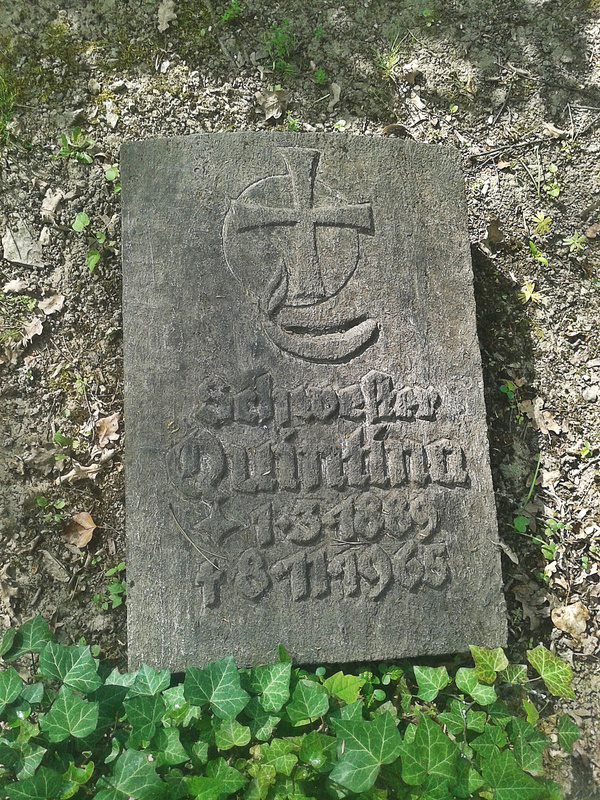 Schwester
Quintina
* 1·3·1889
† 8·11·1965